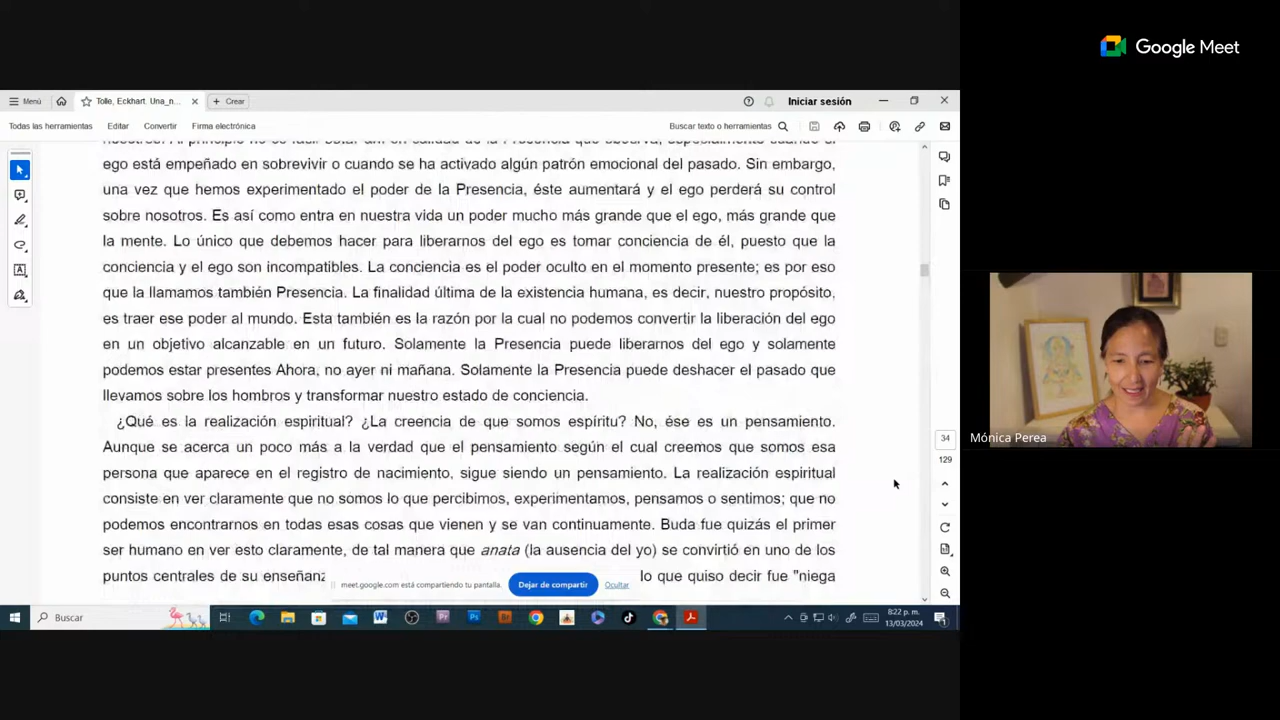 Google Meet
Menú
Tolle, Eckhart. Una_n...
Crear
Iniciar sesión
Todas las herramientas
Editar
Convertir
Firma electrónica
Buscar texto o herramientas
ego está empeñado en sobrevivir o cuando se ha activado algún patrón emocional del pasado. Sin embargo,
una vez que hemos experimentado el poder de la Presencia, éste aumentará y el ego perderá su control
sobre nosotros. Es así como entra en nuestra vida un poder mucho más grande que el ego, más grande que
la mente. Lo único que debemos hacer para liberarnos del ego es tomar conciencia de él, puesto que la
conciencia y el ego son incompatibles. La conciencia es el poder oculto en el momento presente; es por eso
que la llamamos también Presencia. La finalidad última de la existencia humana, es decir, nuestro propósito,
es traer ese poder al mundo. Esta también es la razón por la cual no podemos convertir la liberación del ego
en un objetivo alcanzable en un futuro. Solamente la Presencia puede liberarnos del ego y solamente
podemos estar presentes Ahora, no ayer ni mañana. Solamente la Presencia puede deshacer el pasado que
llevamos sobre los hombros y transformar nuestro estado de conciencia.
¿Qué es la realización espiritual? ¿La creencia de que somos espíritu? No, ése es un pensamiento.
Aunque se acerca un poco más a la verdad que el pensamiento según el cual creemos que somos esa
persona que aparece en el registro de nacimiento, sigue siendo un pensamiento. La realización espiritual
consiste en ver claramente que no somos lo que percibimos, experimentamos, pensamos o sentimos; que no
podemos encontrarnos en todas esas cosas que vienen y se van continuamente. Buda fue quizás el primer
ser humano en ver esto claramente, de tal manera que anata (la ausencia del yo) se convirtió en uno de los
puntos centrales de su enseñanz
lo que quiso decir fue "niega
meet.google.com está compartiendo tu pantalla.
Dejar de compartir
Ocultar
34
129
Mónica Perea
Buscar
8:22 p. m.
13/03/2024